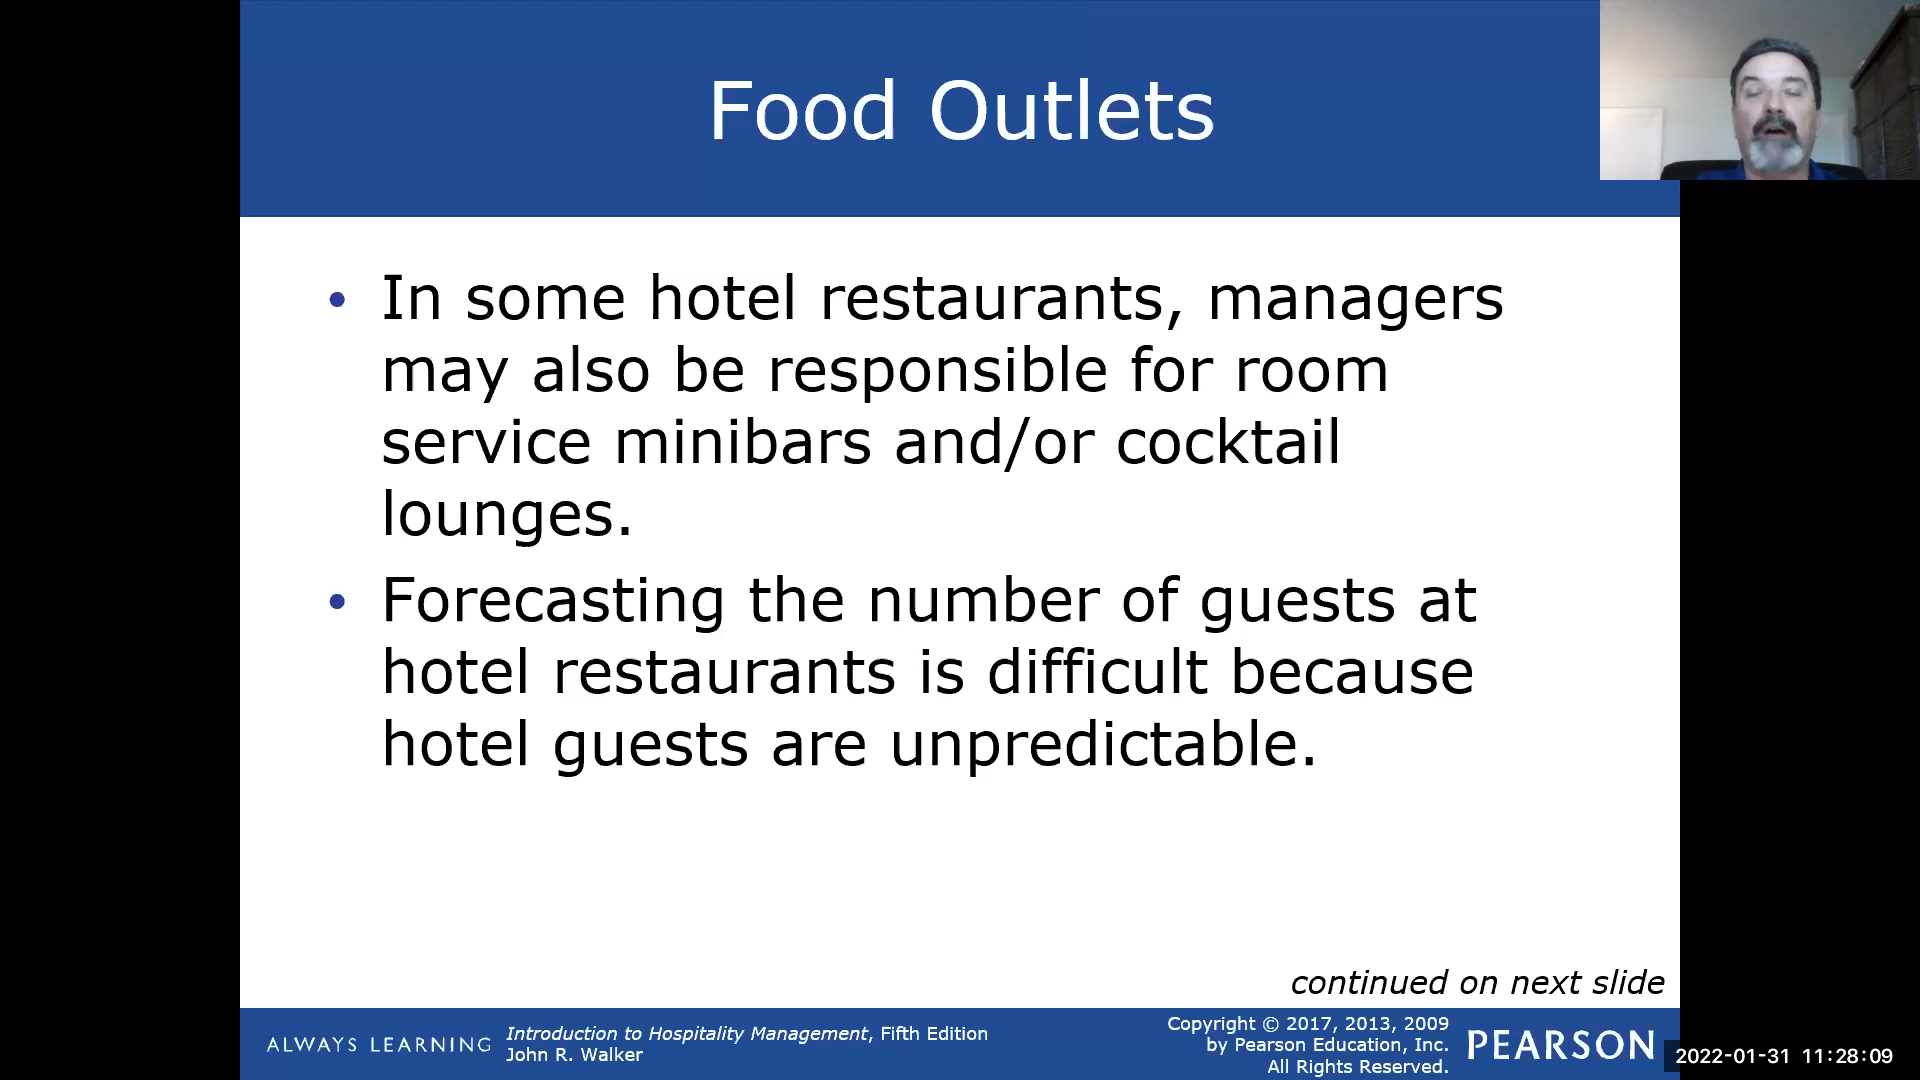 Food Outlets
• In some hotel restaurants, managers
may also be responsible for room
service minibars and/or cocktail
lounges.
• Forecasting the number of guests at
hotel restaurants is difficult because
hotel guests are unpredictable.
continued on next slide
ALWAYS LEARNING
Introduction to Hospitality Management, Fifth Edition
John R. Walker
Copyright © 2017, 2013, 2009
by Pearson Education, Inc.
All Rights Reserved.
PEARSON
2022-01-31 11:28:09